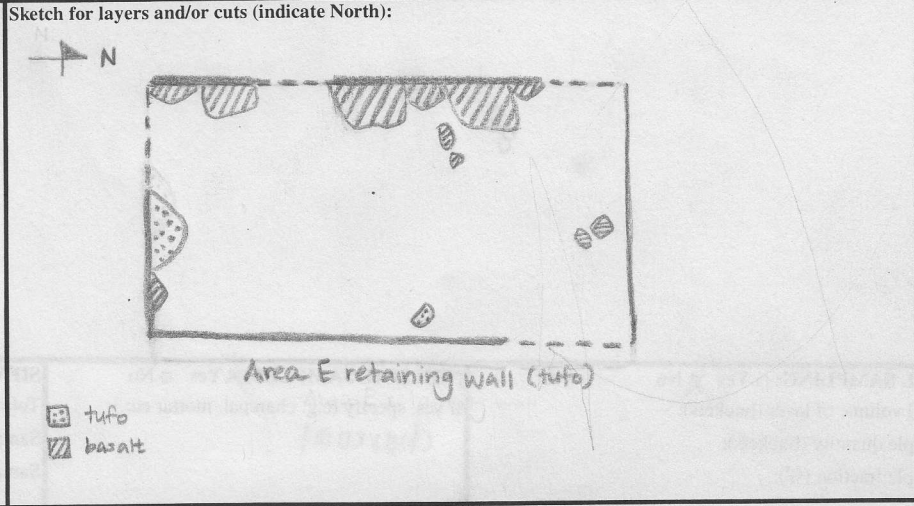 Sketch for layers and/or cuts (indicate North):
N
Area E retaining wall (tufo)
tufo
basalt